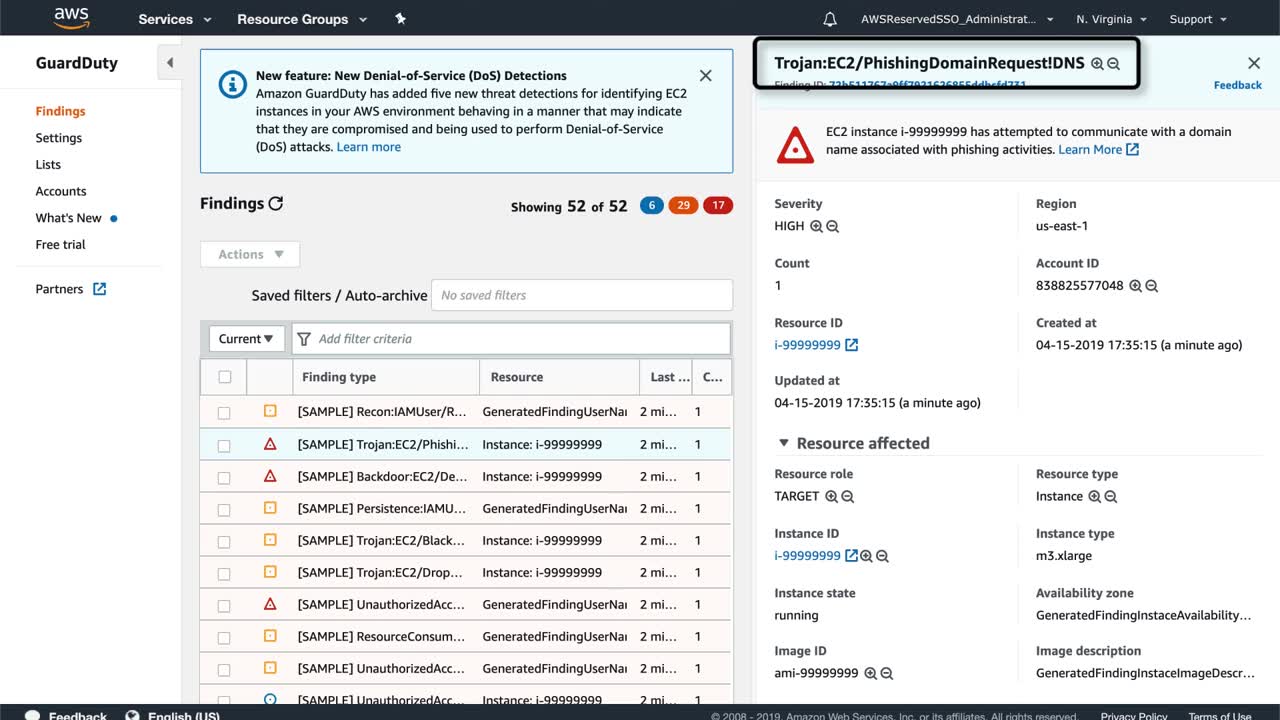 aws
Services
Resource Groups
AWSReservedSSO_Administrat...
N. Virginia
Support
GuardDuty
Findings
Settings
Lists
Accounts
What's New
Free trial
Partners
New feature: New Denial-of-Service (DoS) Detections
Amazon GuardDuty has added five new threat detections for identifying EC2
instances in your AWS environment behaving in a manner that may indicate
that they are compromised and being used to perform Denial-of-Service
(DoS) attacks. Learn more
Findings
Showing 52 of 52 6 29 17
Actions
Saved filters / Auto-archive No saved filters
Current Add filter criteria
Finding type Resource Last ... C...
[SAMPLE] Recon:IAMUser/R... GeneratedFindingUserNa 2 mi... 1
[SAMPLE] Trojan:EC2/Phishi... Instance: i-99999999 2 mi... 1
[SAMPLE] Backdoor:EC2/De... Instance: i-99999999 2 mi... 1
[SAMPLE] Persistence:IAMU... GeneratedFindingUserNa 2 mi... 1
[SAMPLE] Trojan:EC2/Black... Instance: i-99999999 2 mi... 1
[SAMPLE] Trojan:EC2/Drop... Instance: i-99999999 2 mi... 1
[SAMPLE] UnauthorizedAcc... GeneratedFindingUserNa 2 mi... 1
[SAMPLE] ResourceConsum... GeneratedFindingUserNa 2 mi... 1
[SAMPLE] UnauthorizedAcc... GeneratedFindingUserNa 2 mi... 1
[SAMPLE] UnauthorizedAcc... Instance: i-99999999 2 mi... 1
Trojan:EC2/PhishingDomainRequest!DNS
Finding ID:
Feedback
EC2 instance i-99999999 has attempted to communicate with a domain
name associated with phishing activities. Learn More
Severity
HIGH
Region
us-east-1
Count
1
Account ID
838825577048
Resource ID
i-99999999
Created at
04-15-2019 17:35:15 (a minute ago)
Updated at
04-15-2019 17:35:15 (a minute ago)
Resource affected
Resource role
TARGET
Resource type
Instance
Instance ID
i-99999999
Instance type
m3.xlarge
Instance state
running
Availability zone
GeneratedFindingInstaceAvailability...
Image ID
ami-99999999
Image description
GeneratedFindingInstaceImageDescr...
Feedback
English (US)
© 2008 - 2019, Amazon Web Services, Inc. or its affiliates. All rights reserved.
Privacy Policy
Terms of Use